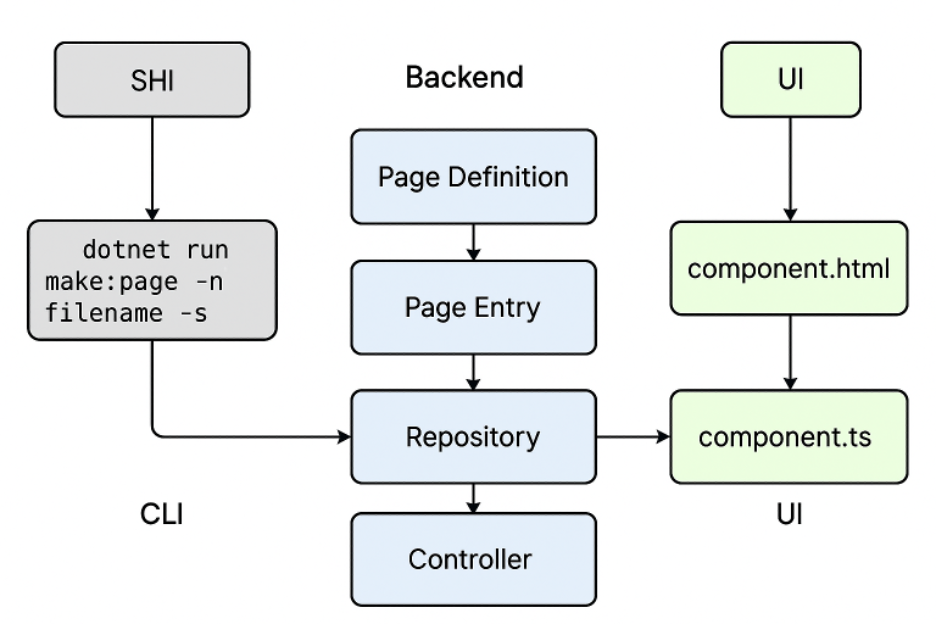 SHI
dotnet run
make:page -n
filename -s
CLI
Backend
Page Definition
Page Entry
Repository
Controller
UI
component.html
component.ts
UI